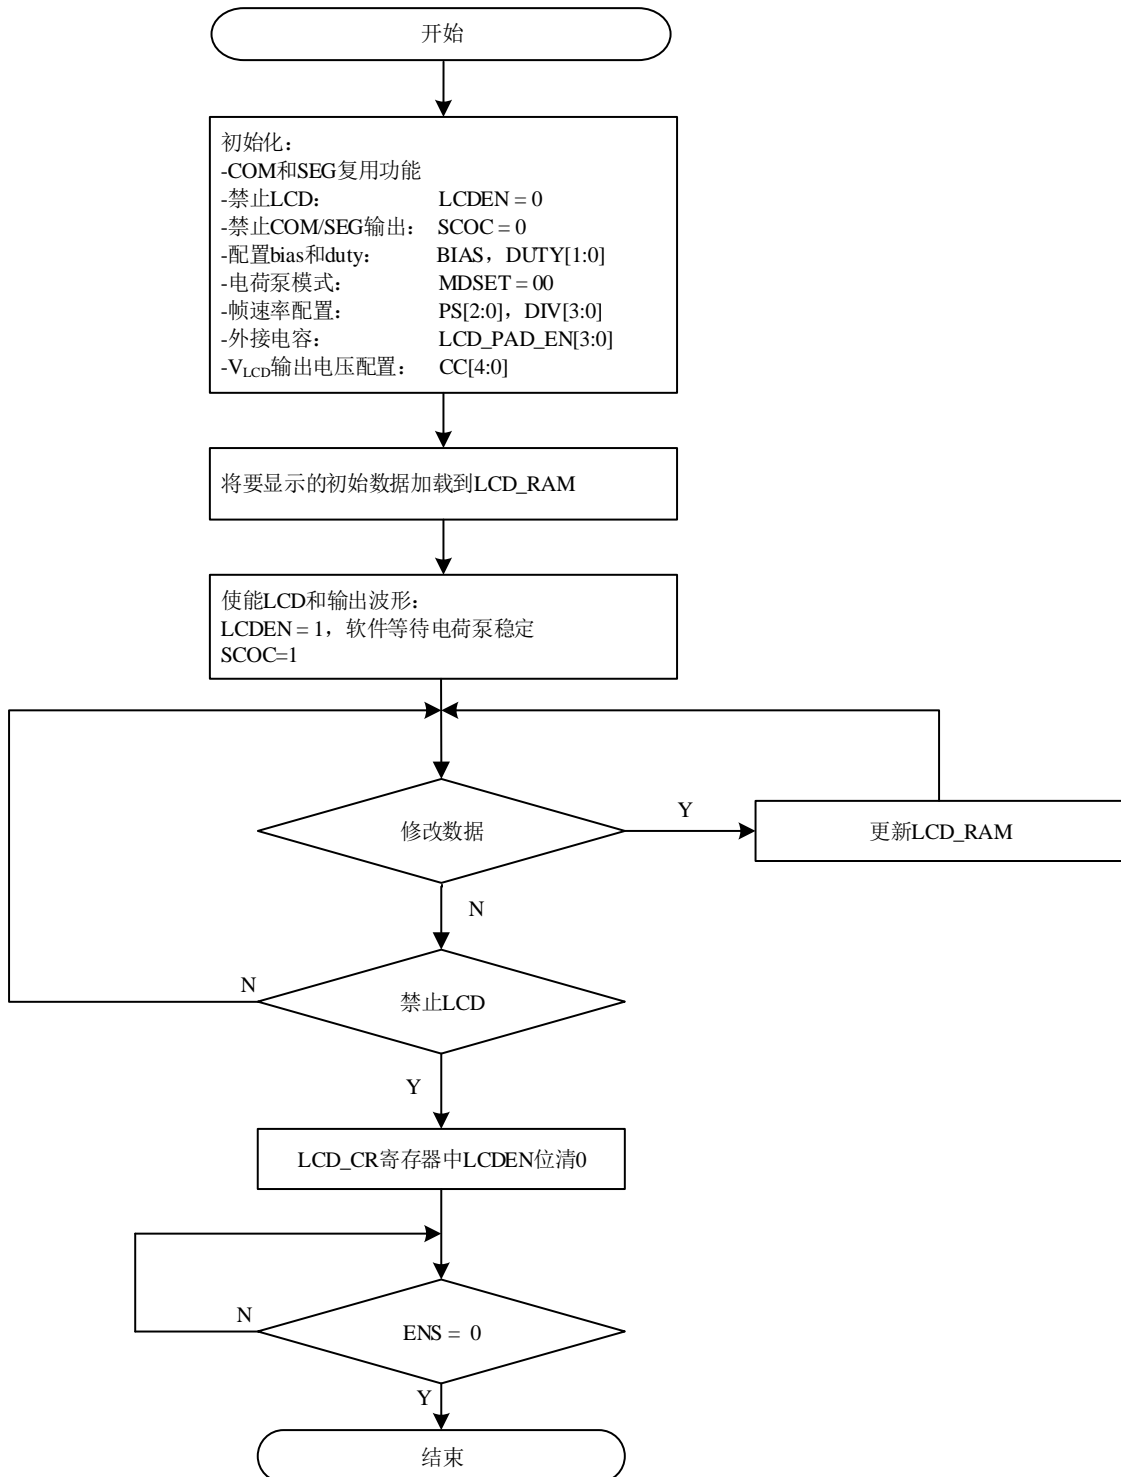 开始
初始化：
-COM和SEG复用功能
-禁止LCD： LCDEN = 0
-禁止COM/SEG输出： SCOC = 0
-配置bias和duty： BIAS，DUTY[1:0]
-电荷泵模式： MDSET = 00
-帧速率配置： PS[2:0]，DIV[3:0]
-外接电容： LCD_PAD_EN[3:0]
-VLCD输出电压配置： CC[4:0]
将要显示的初始数据加载到LCD_RAM
使能LCD和输出波形：
LCDEN = 1，软件等待电荷泵稳定
SCOC=1
修改数据
Y
更新LCD_RAM
N
禁止LCD
N
Y
LCD_CR寄存器中LCDEN位清0
ENS = 0
N
Y
结束